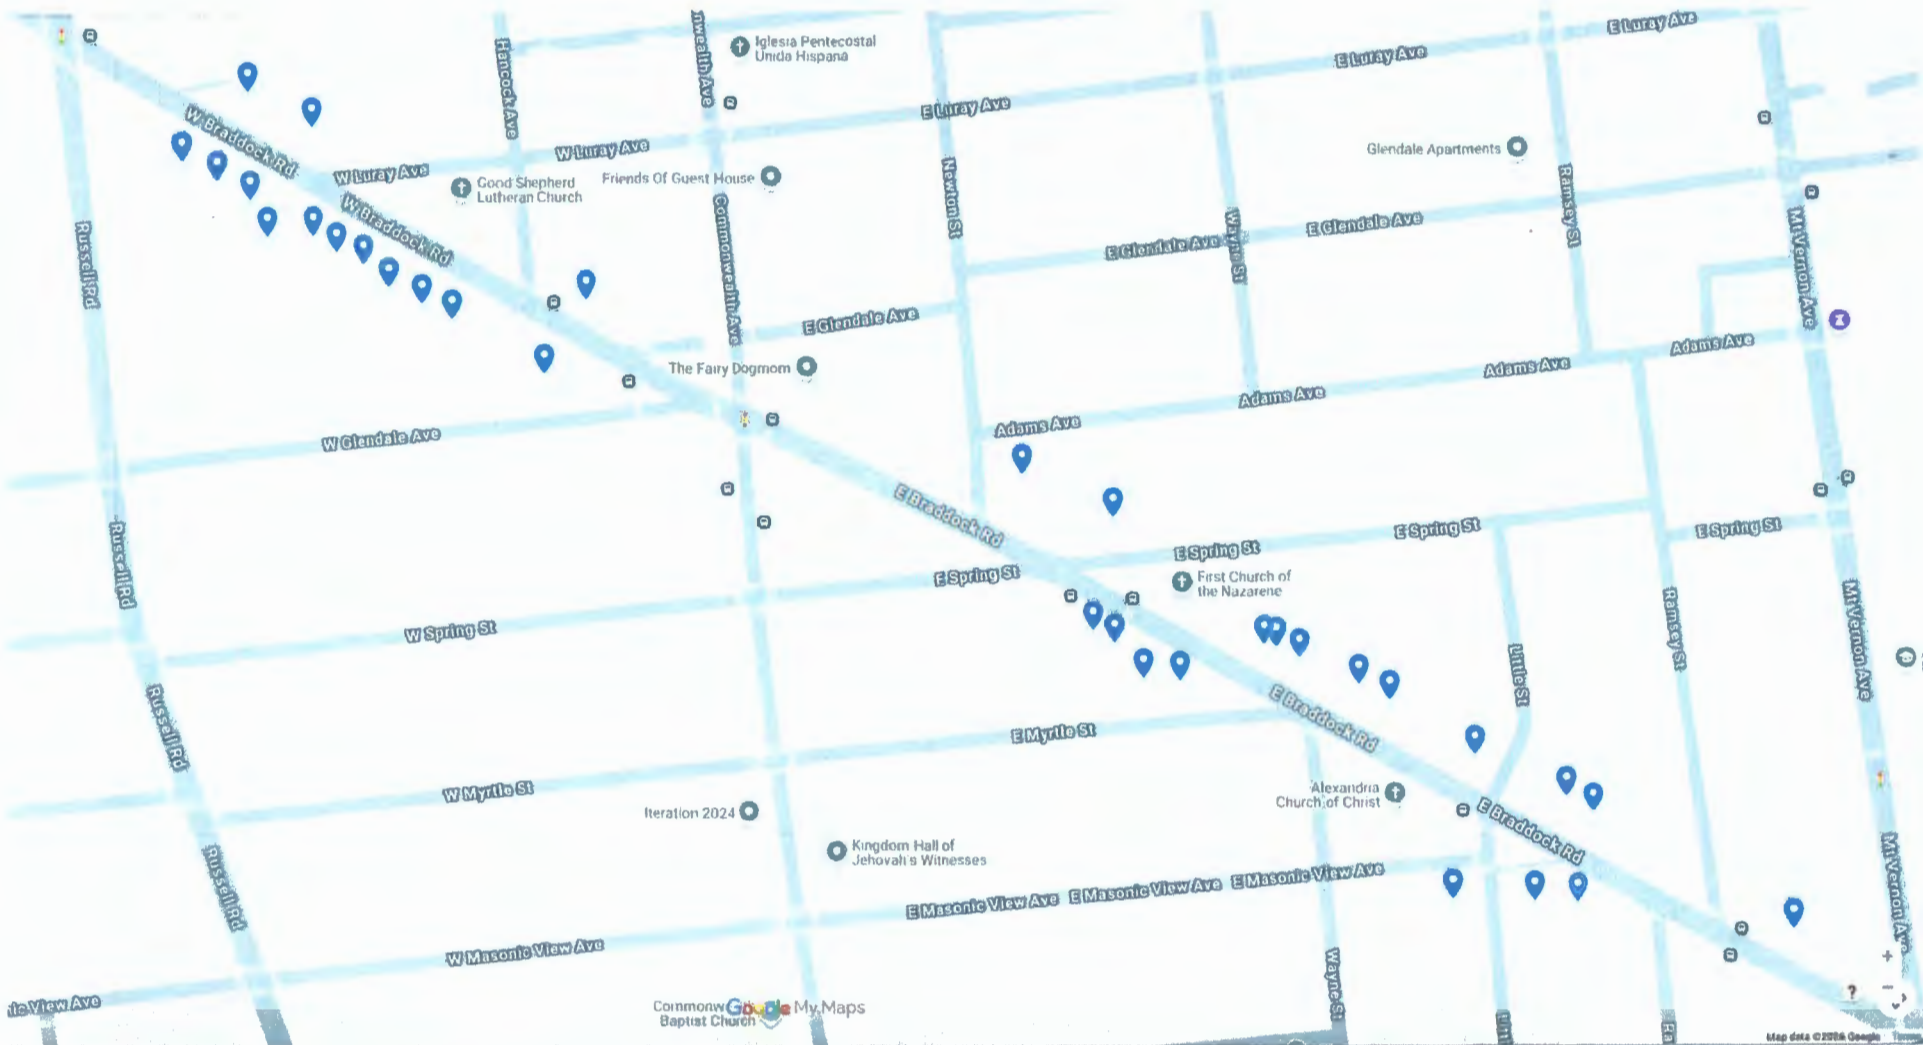 Iglesia Pentecostal
Unida Hispana
E Luray Ave
E Luray Ave
E Luray Ave
W Luray Ave
W Luray Ave
Hancock Ave
nwealth Ave
W Braddock Rd
W Braddock Rd
Good Shepherd
Lutheran Church
Friends Of Guest House
Glendale Apartments
Newton St
Ramsey St
Wayne St
Commonwealth Ave
Russell Rd
Mt Vernon Ave
E Glendale Ave
E Glendale Ave
E Glendale Ave
The Fairy Dogmom
Adams Ave
Adams Ave
Adams Ave
Adams Ave
W Glendale Ave
E Braddock Rd
E Spring St
E Spring St
E Spring St
E Spring St
W Spring St
First Church of
the Nazarene
Russell Rd
Ramsey St
Mt Vernon Ave
Little St
Russell Rd
E Braddock Rd
E Myrtle St
W Myrtle St
Iteration 2024
Alexandria
Church of Christ
E Braddock Rd
Kingdom Hall of
Jehovah's Witnesses
E Masonic View Ave
E Masonic View Ave
E Masonic View Ave
Russell Rd
Mt Vernon Ave
W Masonic View Ave
ic View Ave
Wayne St
Commonw
Baptist Church
Google My Maps
+
−
?
Map data Google